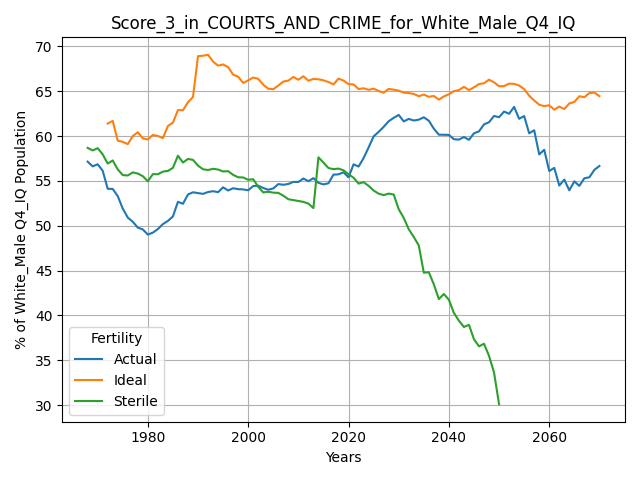 Score_3_in_COURTS_AND_CRIME_for_White_Male_Q4_IQ
% of White_Male Q4_IQ Population
70
65
60
55
50
45
40
35
30
Fertility
Actual
Ideal
Sterile
1980
2000
2020
2040
2060
Years